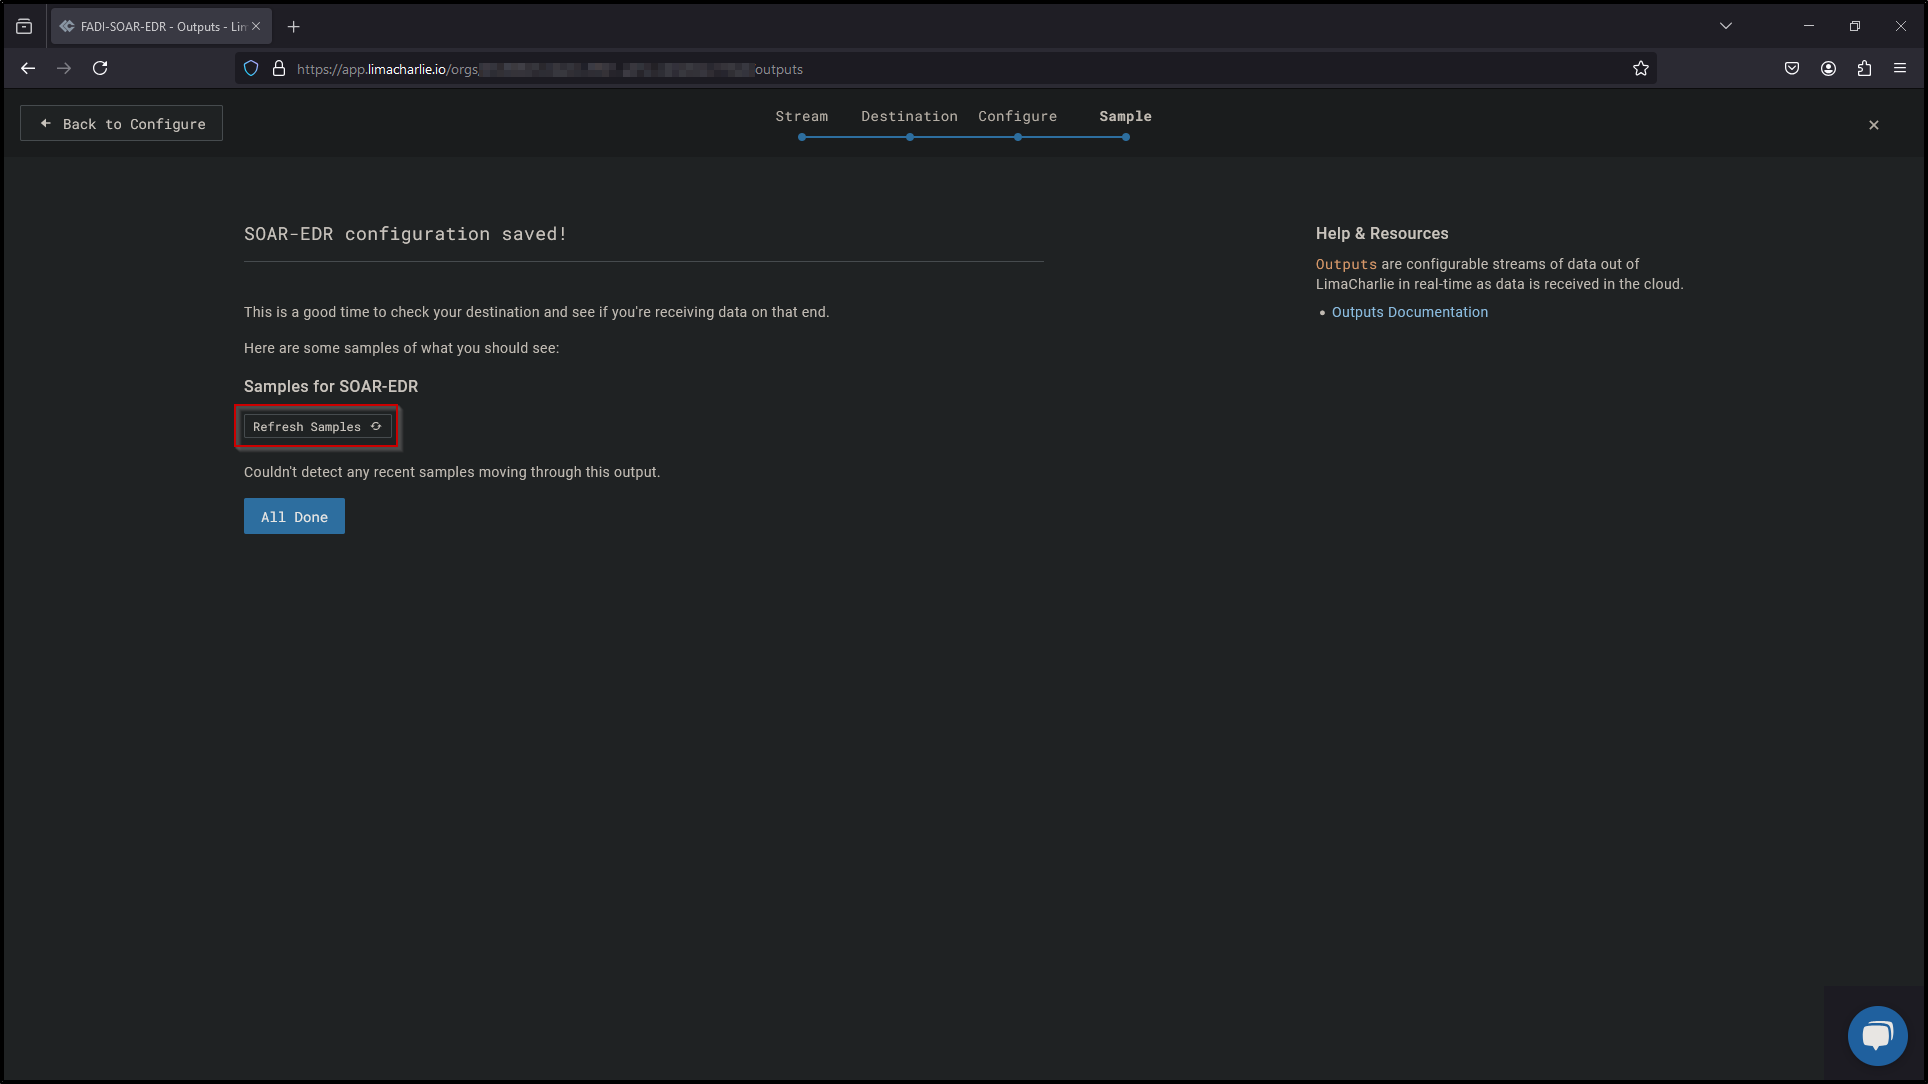 FADI-SOAR-EDR - Outputs - Lim
https://app.limacharlie.io/orgs/
outputs
Back to Configure
Stream
Destination
Configure
Sample
SOAR-EDR configuration saved!
This is a good time to check your destination and see if you're receiving data on that end.
Here are some samples of what you should see:
Samples for SOAR-EDR
Refresh Samples
Couldn't detect any recent samples moving through this output.
All Done
Help & Resources
Outputs are configurable streams of data out of
LimaCharlie in real-time as data is received in the cloud.
• Outputs Documentation